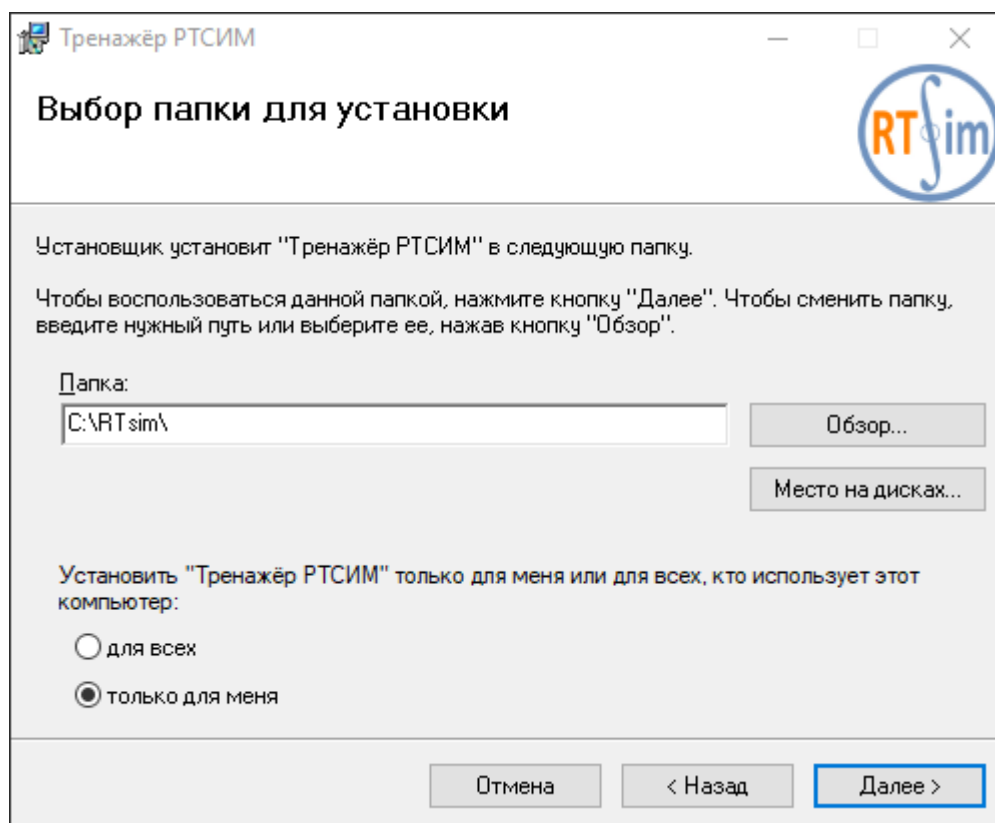 Тренажёр РТСИМ
Выбор папки для установки
RTsim
Установщик установит "Тренажёр РТСИМ" в следующую папку.
Чтобы воспользоваться данной папкой, нажмите кнопку "Далее". Чтобы сменить папку,
введите нужный путь или выберите ее, нажав кнопку "Обзор".
Папка:
C:\RTsim\
Обзор...
Место на дисках...
Установить "Тренажёр РТСИМ" только для меня или для всех, кто использует этот
компьютер:
для всех
только для меня
Отмена
< Назад
Далее >